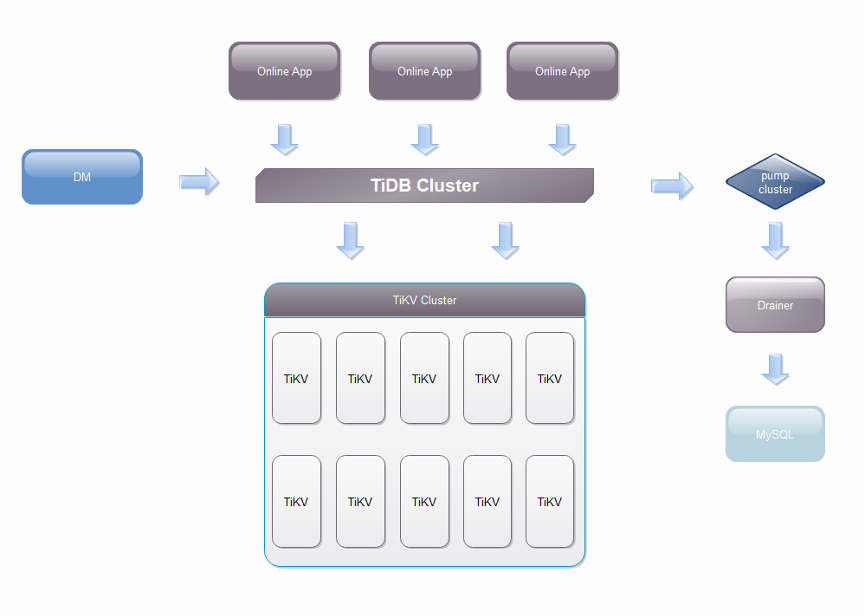 Online App
Online App
Online App
DM
TiDB Cluster
pump
cluster
TiKV Cluster
Drainer
TiKV
TiKV
TiKV
TiKV
TiKV
MySQL
TiKV
TiKV
TiKV
TiKV
TiKV